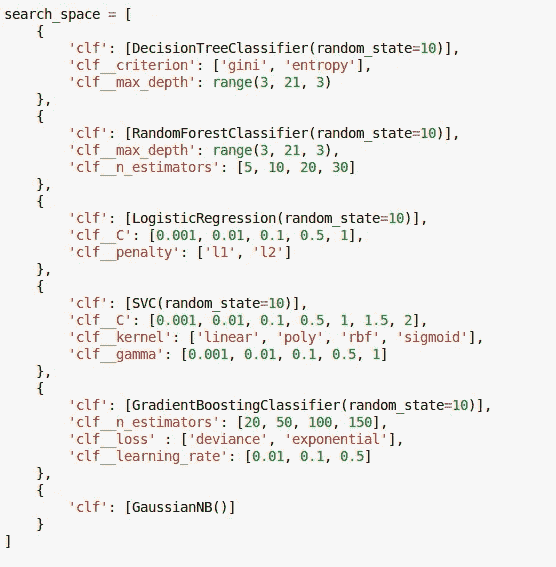 search_space = [
    {
        'clf': [DecisionTreeClassifier(random_state=10)],
        'clf__criterion': ['gini', 'entropy'],
        'clf__max_depth': range(3, 21, 3)
    },
    {
        'clf': [RandomForestClassifier(random_state=10)],
        'clf__max_depth': range(3, 21, 3),
        'clf__n_estimators': [5, 10, 20, 30]
    },
    {
        'clf': [LogisticRegression(random_state=10)],
        'clf__C': [0.001, 0.01, 0.1, 0.5, 1],
        'clf__penalty': ['l1', 'l2']
    },
    {
        'clf': [SVC(random_state=10)],
        'clf__C': [0.001, 0.01, 0.1, 0.5, 1, 1.5, 2],
        'clf__kernel': ['linear', 'poly', 'rbf', 'sigmoid'],
        'clf__gamma': [0.001, 0.01, 0.1, 0.5, 1]
    },
    {
        'clf': [GradientBoostingClassifier(random_state=10)],
        'clf__n_estimators': [20, 50, 100, 150],
        'clf__loss' : ['deviance', 'exponential'],
        'clf__learning_rate': [0.01, 0.1, 0.5]
    },
    {
        'clf': [GaussianNB()]
    }
]